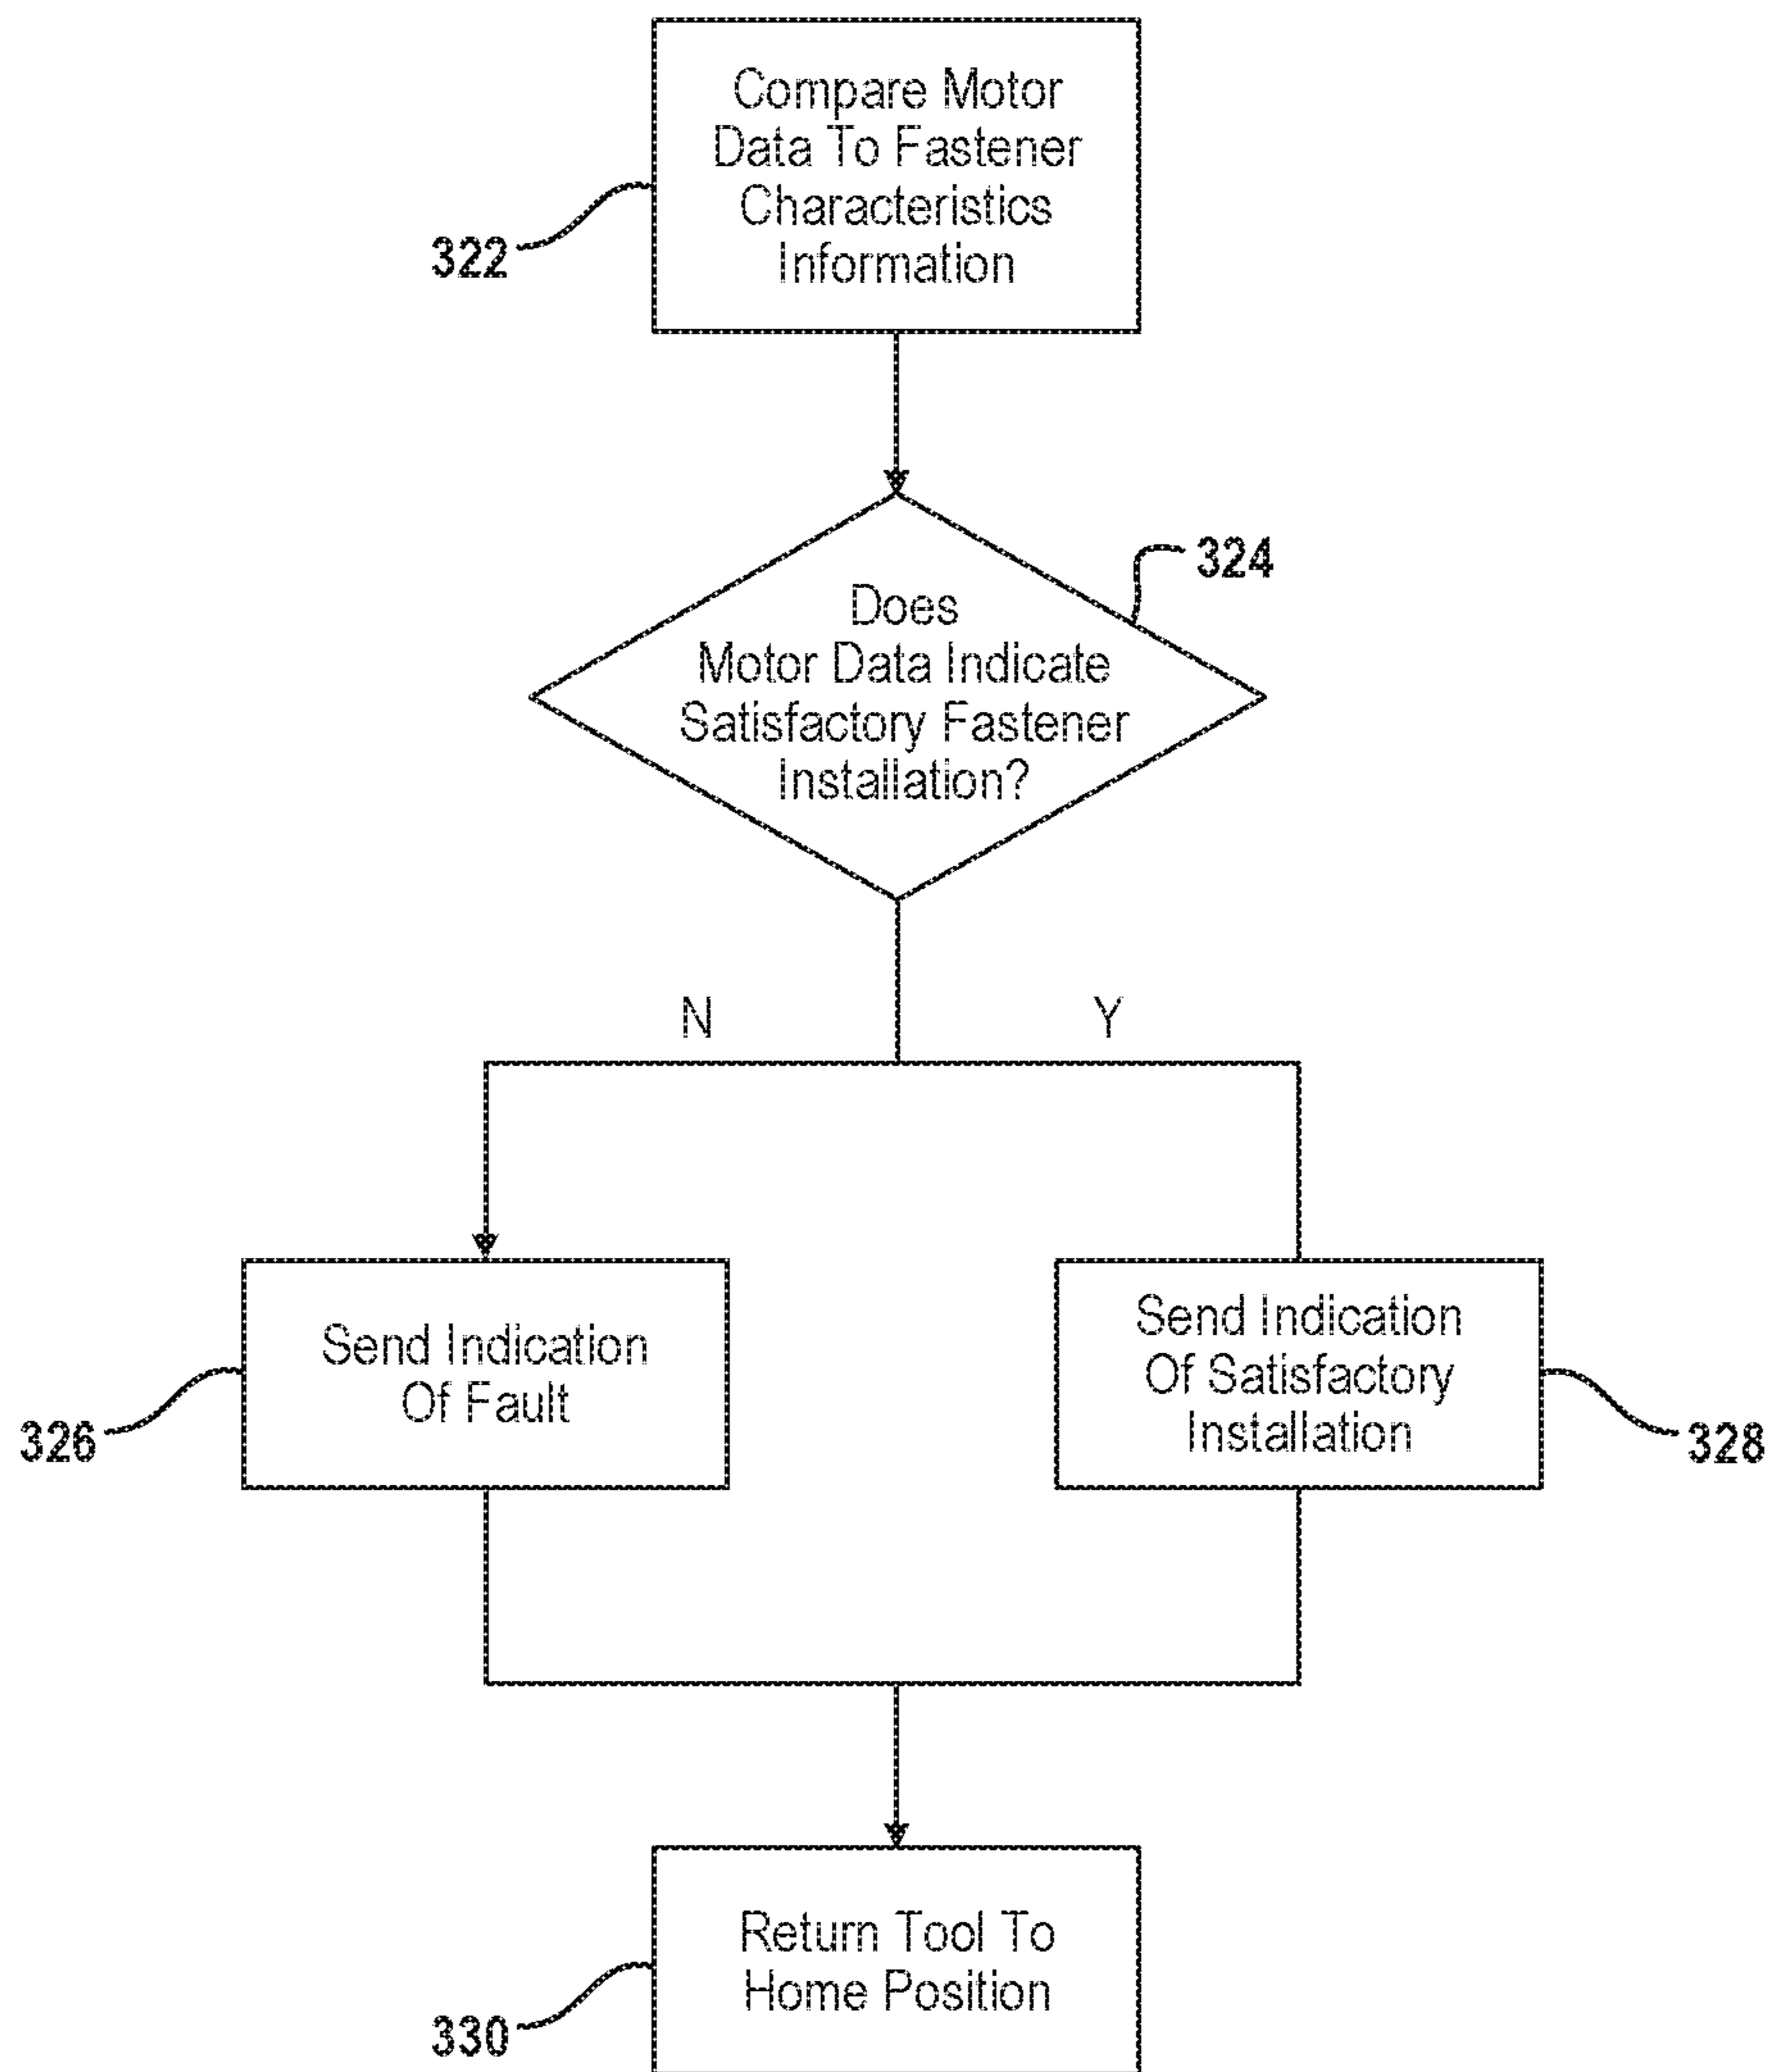 Compare Motor
Data To Fastener
Characteristics
Information
322
324
Does
Motor Data Indicate
Satisfactory Fastener
Installation?
N
Y
Send Indication
Of Fault
326
Send Indication
Of Satisfactory
Installation
328
Return Tool To
Home Position
330